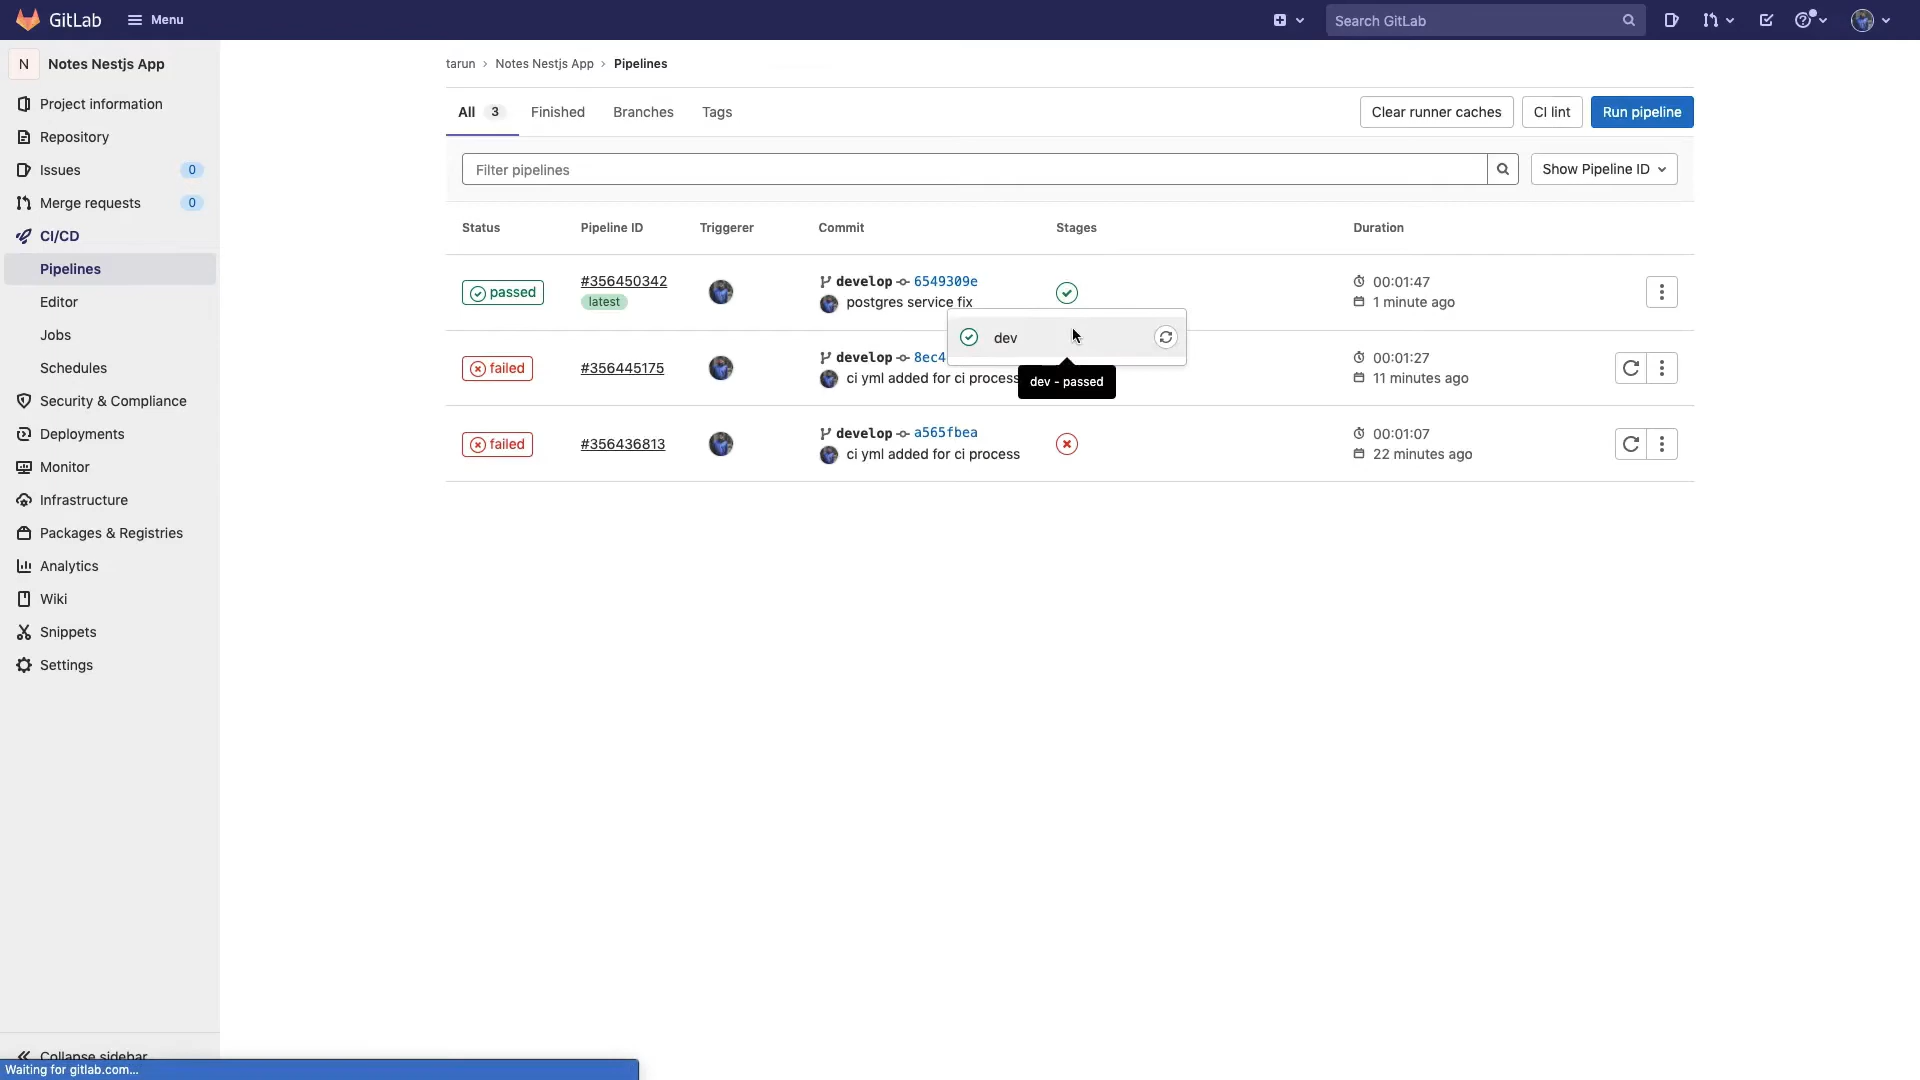 GitLab Menu Search GitLab
N Notes Nestjs App
Project information
Repository
Issues 0
Merge requests 0
CI/CD
Pipelines
Editor
Jobs
Schedules
Security & Compliance
Deployments
Monitor
Infrastructure
Packages & Registries
Analytics
Wiki
Snippets
Settings
Collapse sidebar
Waiting for gitlab.com...
tarun › Notes Nestjs App › Pipelines
All 3 Finished Branches Tags Clear runner caches CI lint Run pipeline
Filter pipelines Show Pipeline ID
Status Pipeline ID Triggerer Commit Stages Duration
passed #356450342 latest develop 6549309e 00:01:47
postgres service fix 1 minute ago
dev
dev - passed
failed #356445175 develop 8ec4 00:01:27
ci yml added for ci process 11 minutes ago
failed #356436813 develop a565fbea 00:01:07
ci yml added for ci process 22 minutes ago